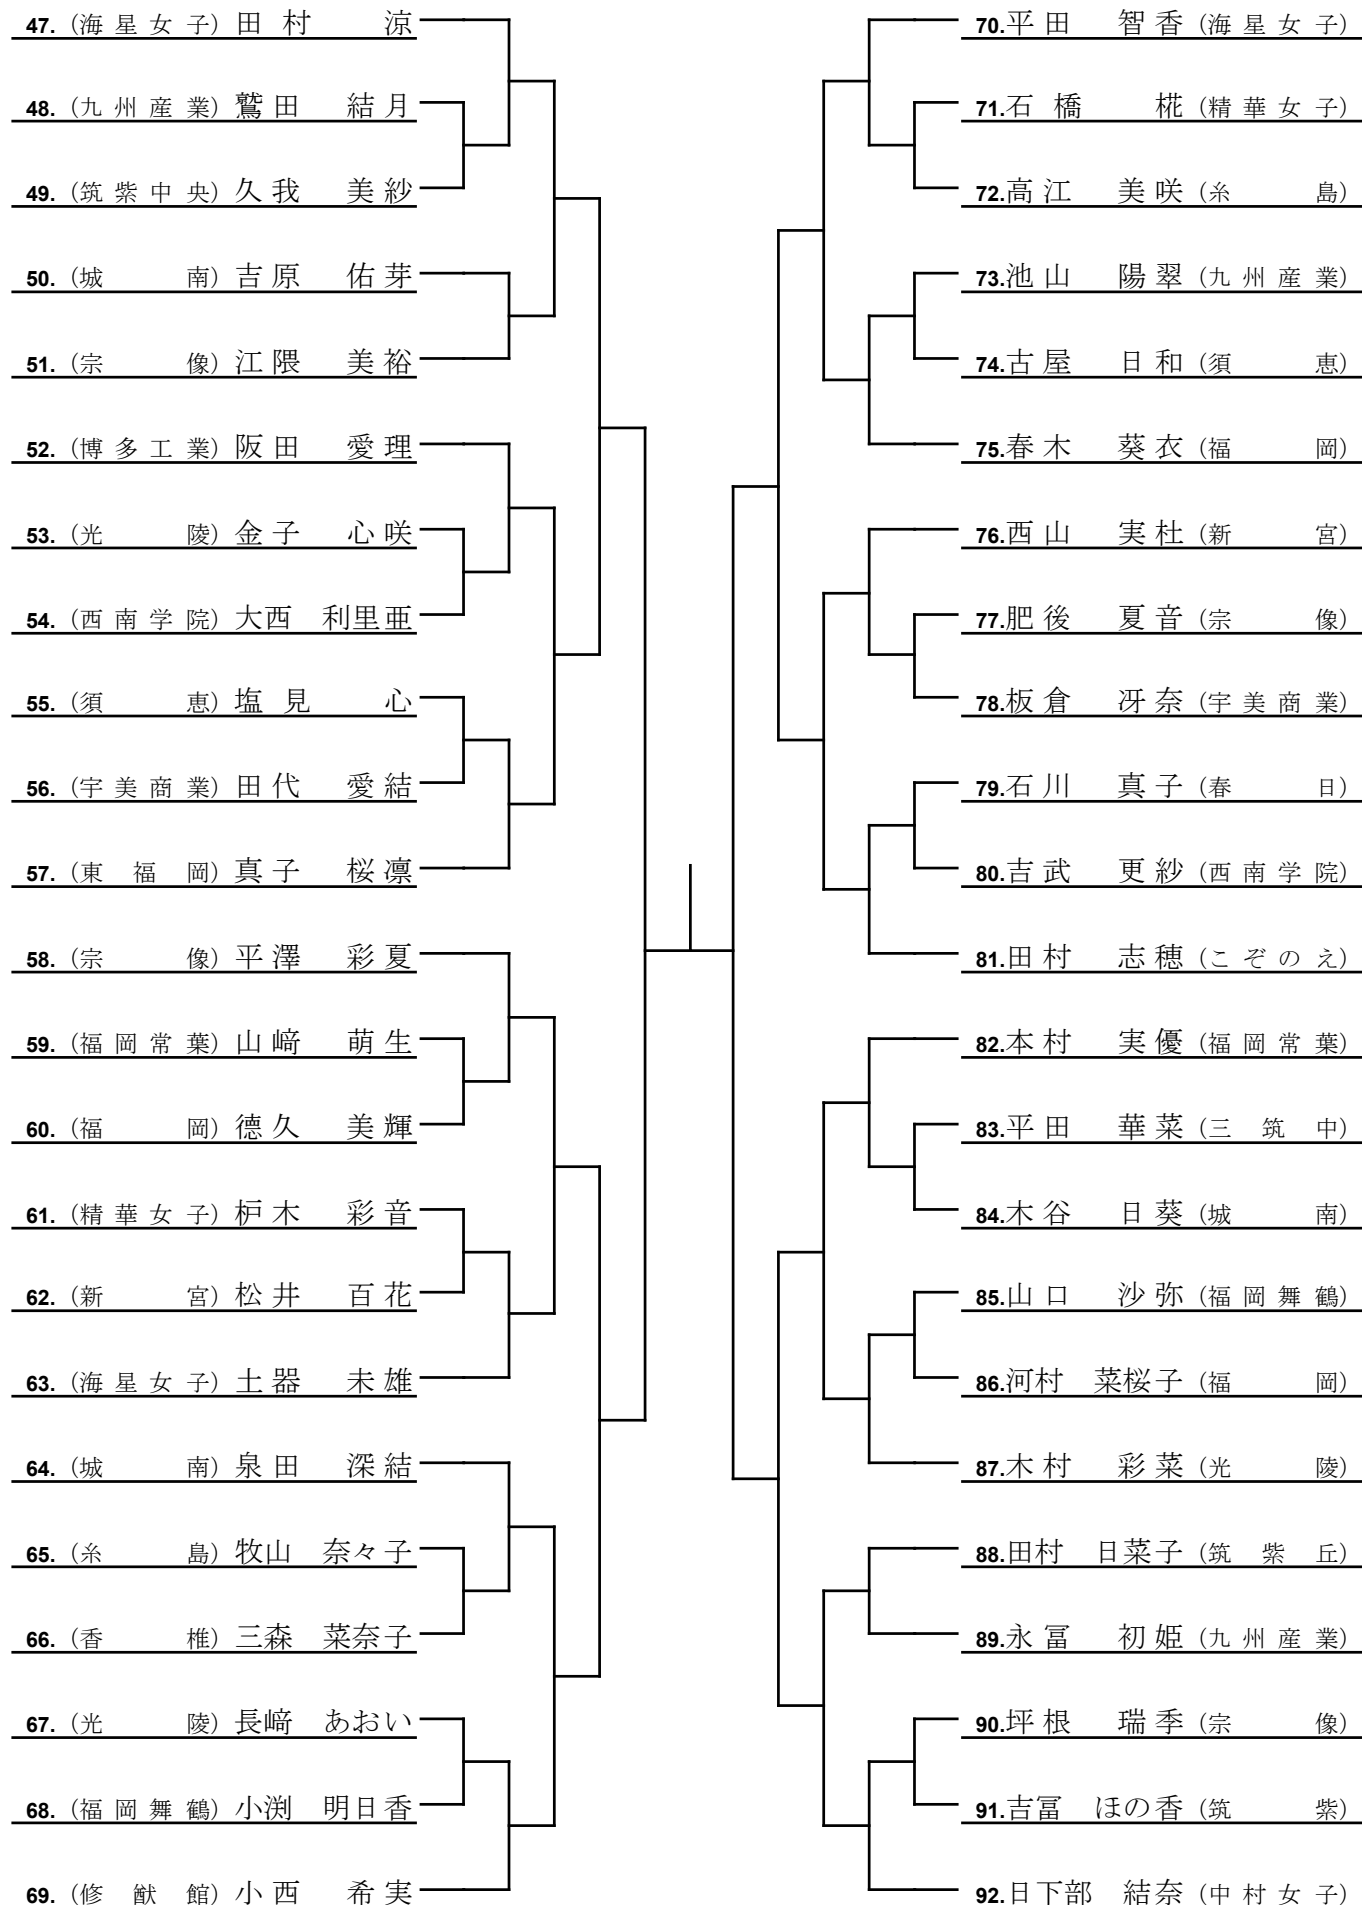 47. (海星女子) 田村 涼
48. (九州産業) 鷲田 結月
49. (筑紫中央) 久我 美紗
50. (城南) 吉原 佑芽
51. (宗像) 江隈 美裕
52. (博多工業) 阪田 愛理
53. (光陵) 金子 心咲
54. (西南学院) 大西 利里亜
55. (須恵) 塩見 心
56. (宇美商業) 田代 愛結
57. (東福岡) 真子 桜凛
58. (宗像) 平澤 彩夏
59. (福岡常葉) 山﨑 萌生
60. (福岡) 德久 美輝
61. (精華女子) 枦木 彩音
62. (新宮) 松井 百花
63. (海星女子) 土器 未雄
64. (城南) 泉田 深結
65. (糸島) 牧山 奈々子
66. (香椎) 三森 菜奈子
67. (光陵) 長﨑 あおい
68. (福岡舞鶴) 小渕 明日香
69. (修猷館) 小西 希実
70.平田 智香 (海星女子)
71.石橋 椛 (精華女子)
72.高江 美咲 (糸島)
73.池山 陽翠 (九州産業)
74.古屋 日和 (須恵)
75.春木 葵衣 (福岡)
76.西山 実杜 (新宮)
77.肥後 夏音 (宗像)
78.板倉 冴奈 (宇美商業)
79.石川 真子 (春日)
80.吉武 更紗 (西南学院)
81.田村 志穂 (こぞのえ)
82.本村 実優 (福岡常葉)
83.平田 華菜 (三筑中)
84.木谷 日葵 (城南)
85.山口 沙弥 (福岡舞鶴)
86.河村 菜桜子 (福岡)
87.木村 彩菜 (光陵)
88.田村 日菜子 (筑紫丘)
89.永冨 初姫 (九州産業)
90.坪根 瑞季 (宗像)
91.吉冨 ほの香 (筑紫)
92.日下部 結奈 (中村女子)